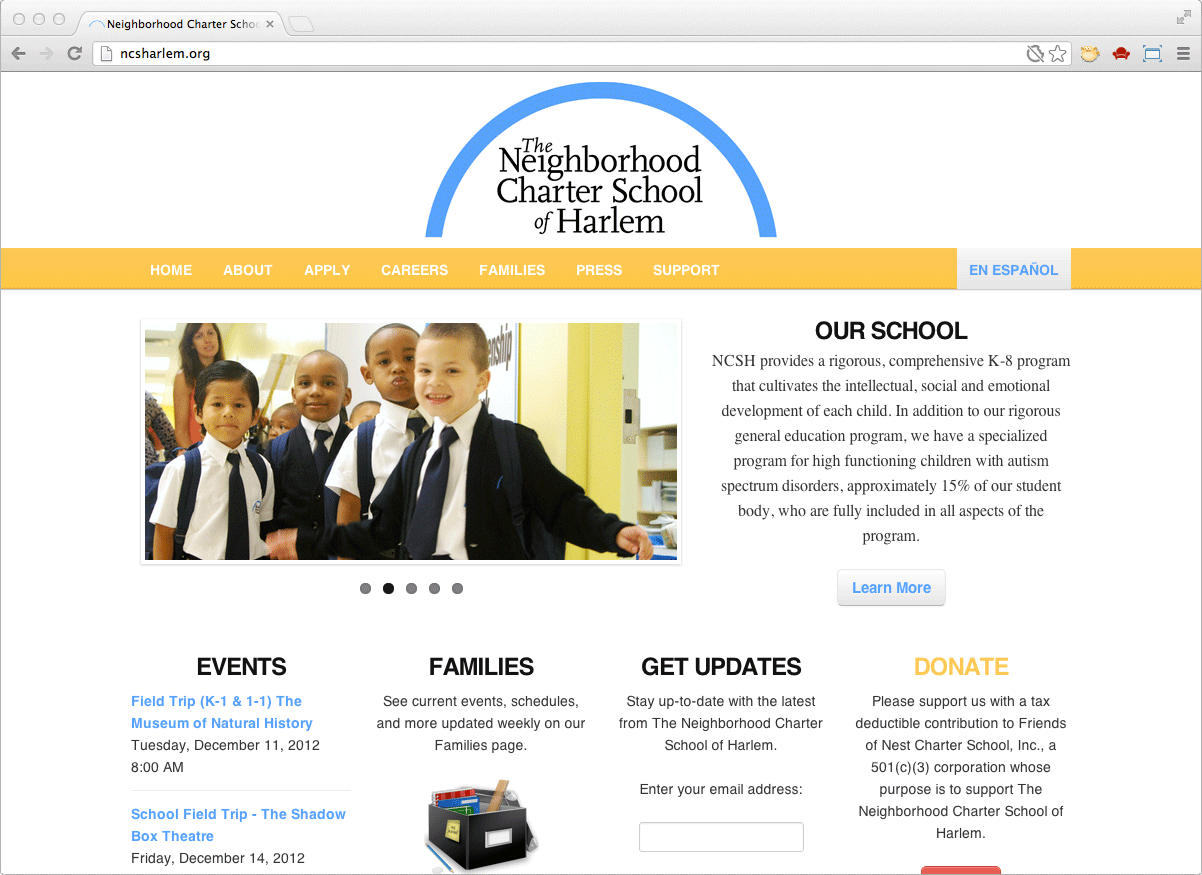 Neighborhood Charter Schoo
ncsharlem.org
The
Neighborhood
Charter School
of Harlem
HOME ABOUT APPLY CAREERS FAMILIES PRESS SUPPORT EN ESPAÑOL
OUR SCHOOL
NCSH provides a rigorous, comprehensive K-8 program
that cultivates the intellectual, social and emotional
development of each child. In addition to our rigorous
general education program, we have a specialized
program for high functioning children with autism
spectrum disorders, approximately 15% of our student
body, who are fully included in all aspects of the
program.
Learn More
EVENTS
Field Trip (K-1 & 1-1) The
Museum of Natural History
Tuesday, December 11, 2012
8:00 AM
School Field Trip - The Shadow
Box Theatre
Friday, December 14, 2012
FAMILIES
See current events, schedules,
and more updated weekly on our
Families page.
GET UPDATES
Stay up-to-date with the latest
from The Neighborhood Charter
School of Harlem.
Enter your email address:
DONATE
Please support us with a tax
deductible contribution to Friends
of Nest Charter School, Inc., a
501(c)(3) corporation whose
purpose is to support The
Neighborhood Charter School of
Harlem.